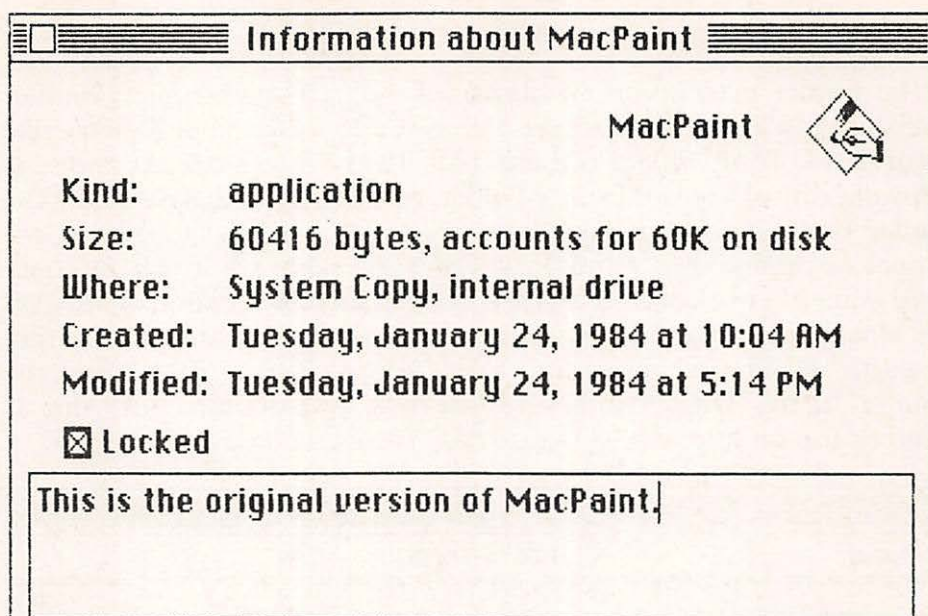 Information about MacPaint
MacPaint
Kind: application
Size: 60416 bytes, accounts for 60K on disk
Where: System Copy, internal drive
Created: Tuesday, January 24, 1984 at 10:04 AM
Modified: Tuesday, January 24, 1984 at 5:14 PM
Locked
This is the original version of MacPaint.